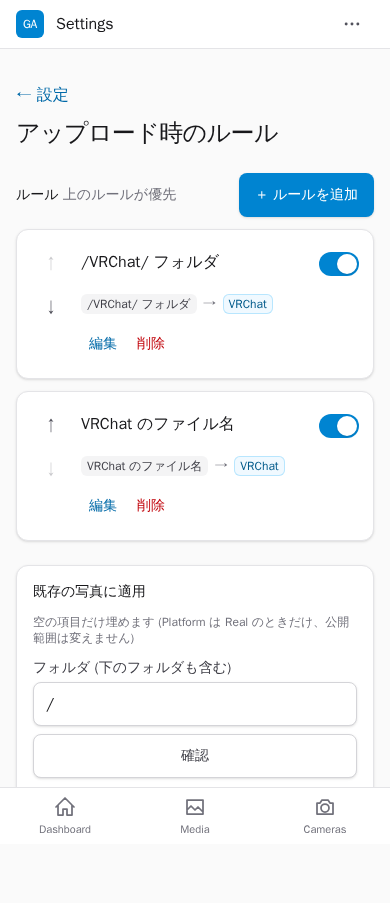 GA Settings ...
← 設定
アップロード時のルール
ルール 上のルールが優先
+ ルールを追加
↑ /VRChat/ フォルダ
↓ /VRChat/ フォルダ → VRChat
編集 削除
↑ VRChat のファイル名
↓ VRChat のファイル名 → VRChat
編集 削除
既存の写真に適用
空の項目だけ埋めます (Platform は Real のときだけ、公開
範囲は変えません)
フォルダ (下のフォルダも含む)
/
確認
Dashboard Media Cameras